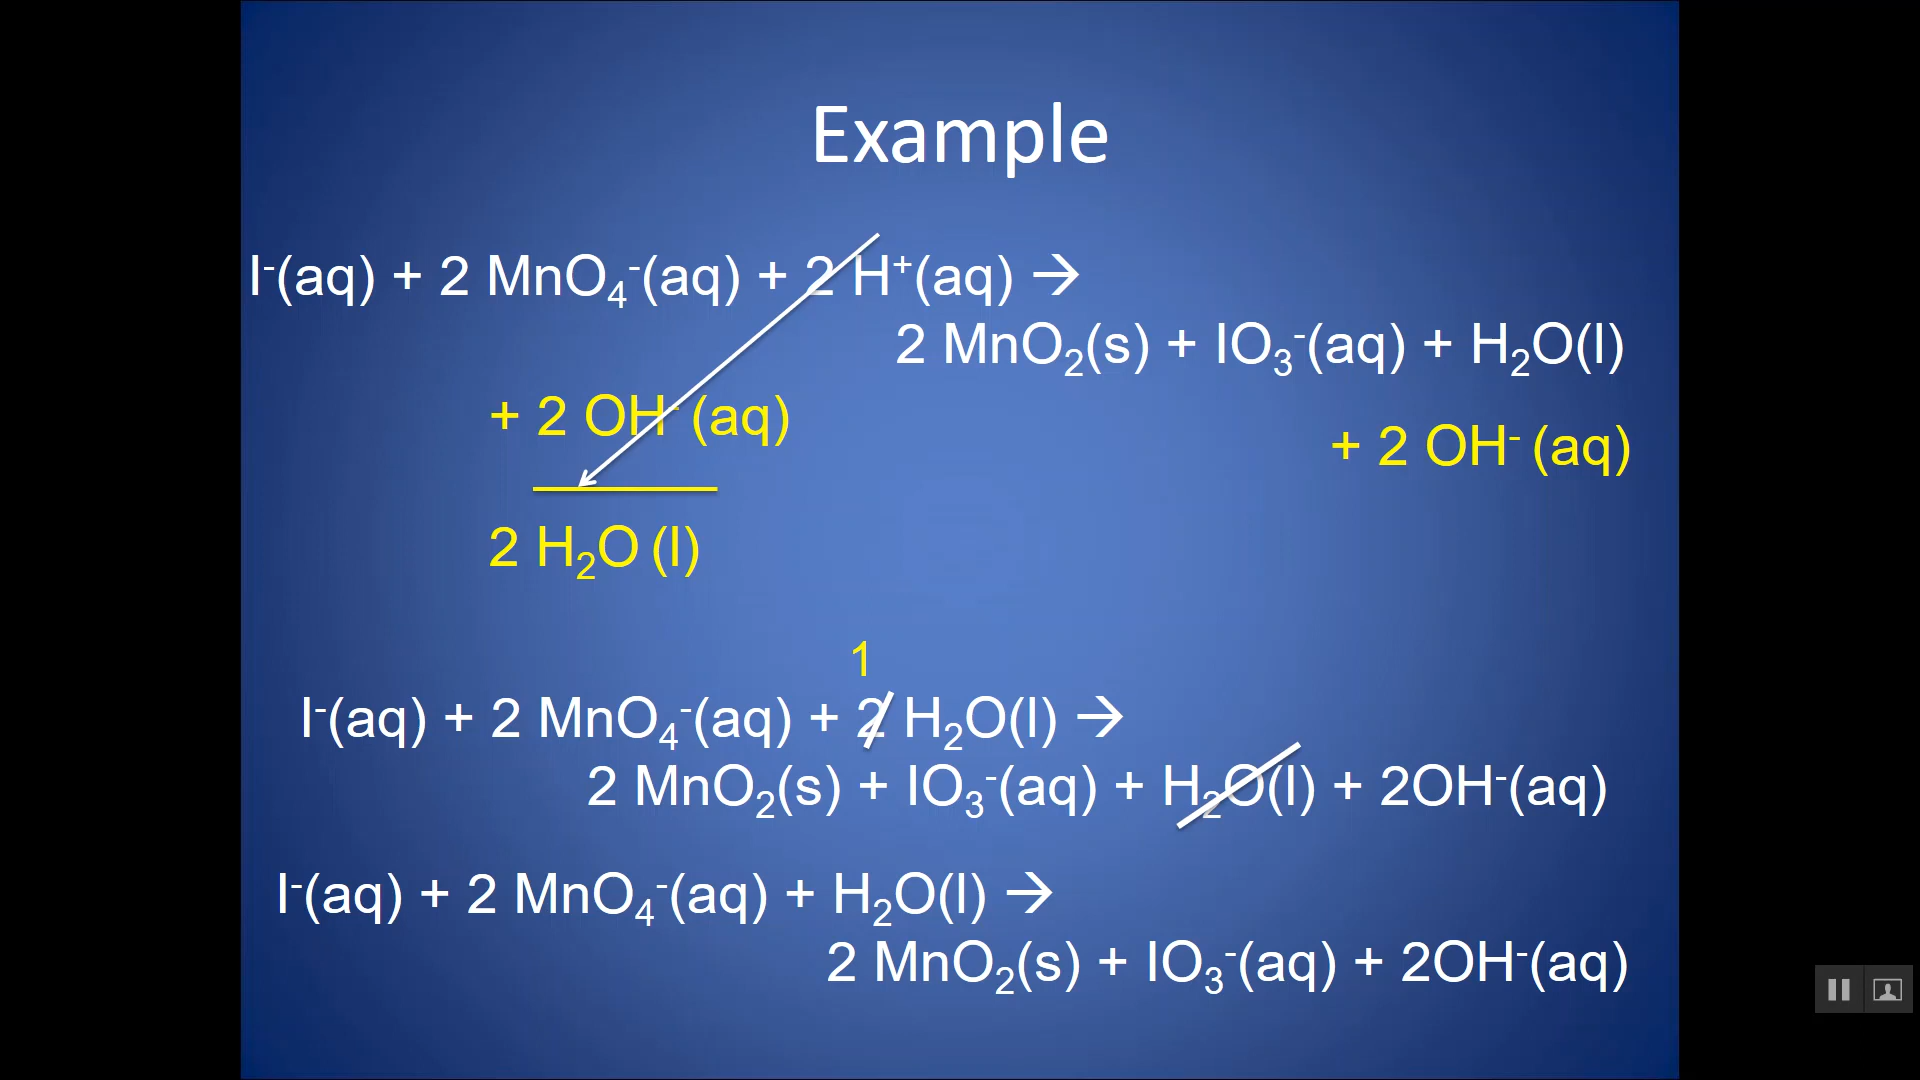 Example
I⁻(aq) + 2 MnO₄⁻(aq) + 2 H⁺(aq) →
2 MnO₂(s) + IO₃⁻(aq) + H₂O(l)
+ 2 OH⁻ (aq)
+ 2 OH⁻ (aq)
2 H₂O (l)
1
I⁻(aq) + 2 MnO₄⁻(aq) + 2 H₂O(l) →
2 MnO₂(s) + IO₃⁻(aq) + H₂O(l) + 2OH⁻(aq)
I⁻(aq) + 2 MnO₄⁻(aq) + H₂O(l) →
2 MnO₂(s) + IO₃⁻(aq) + 2OH⁻(aq)